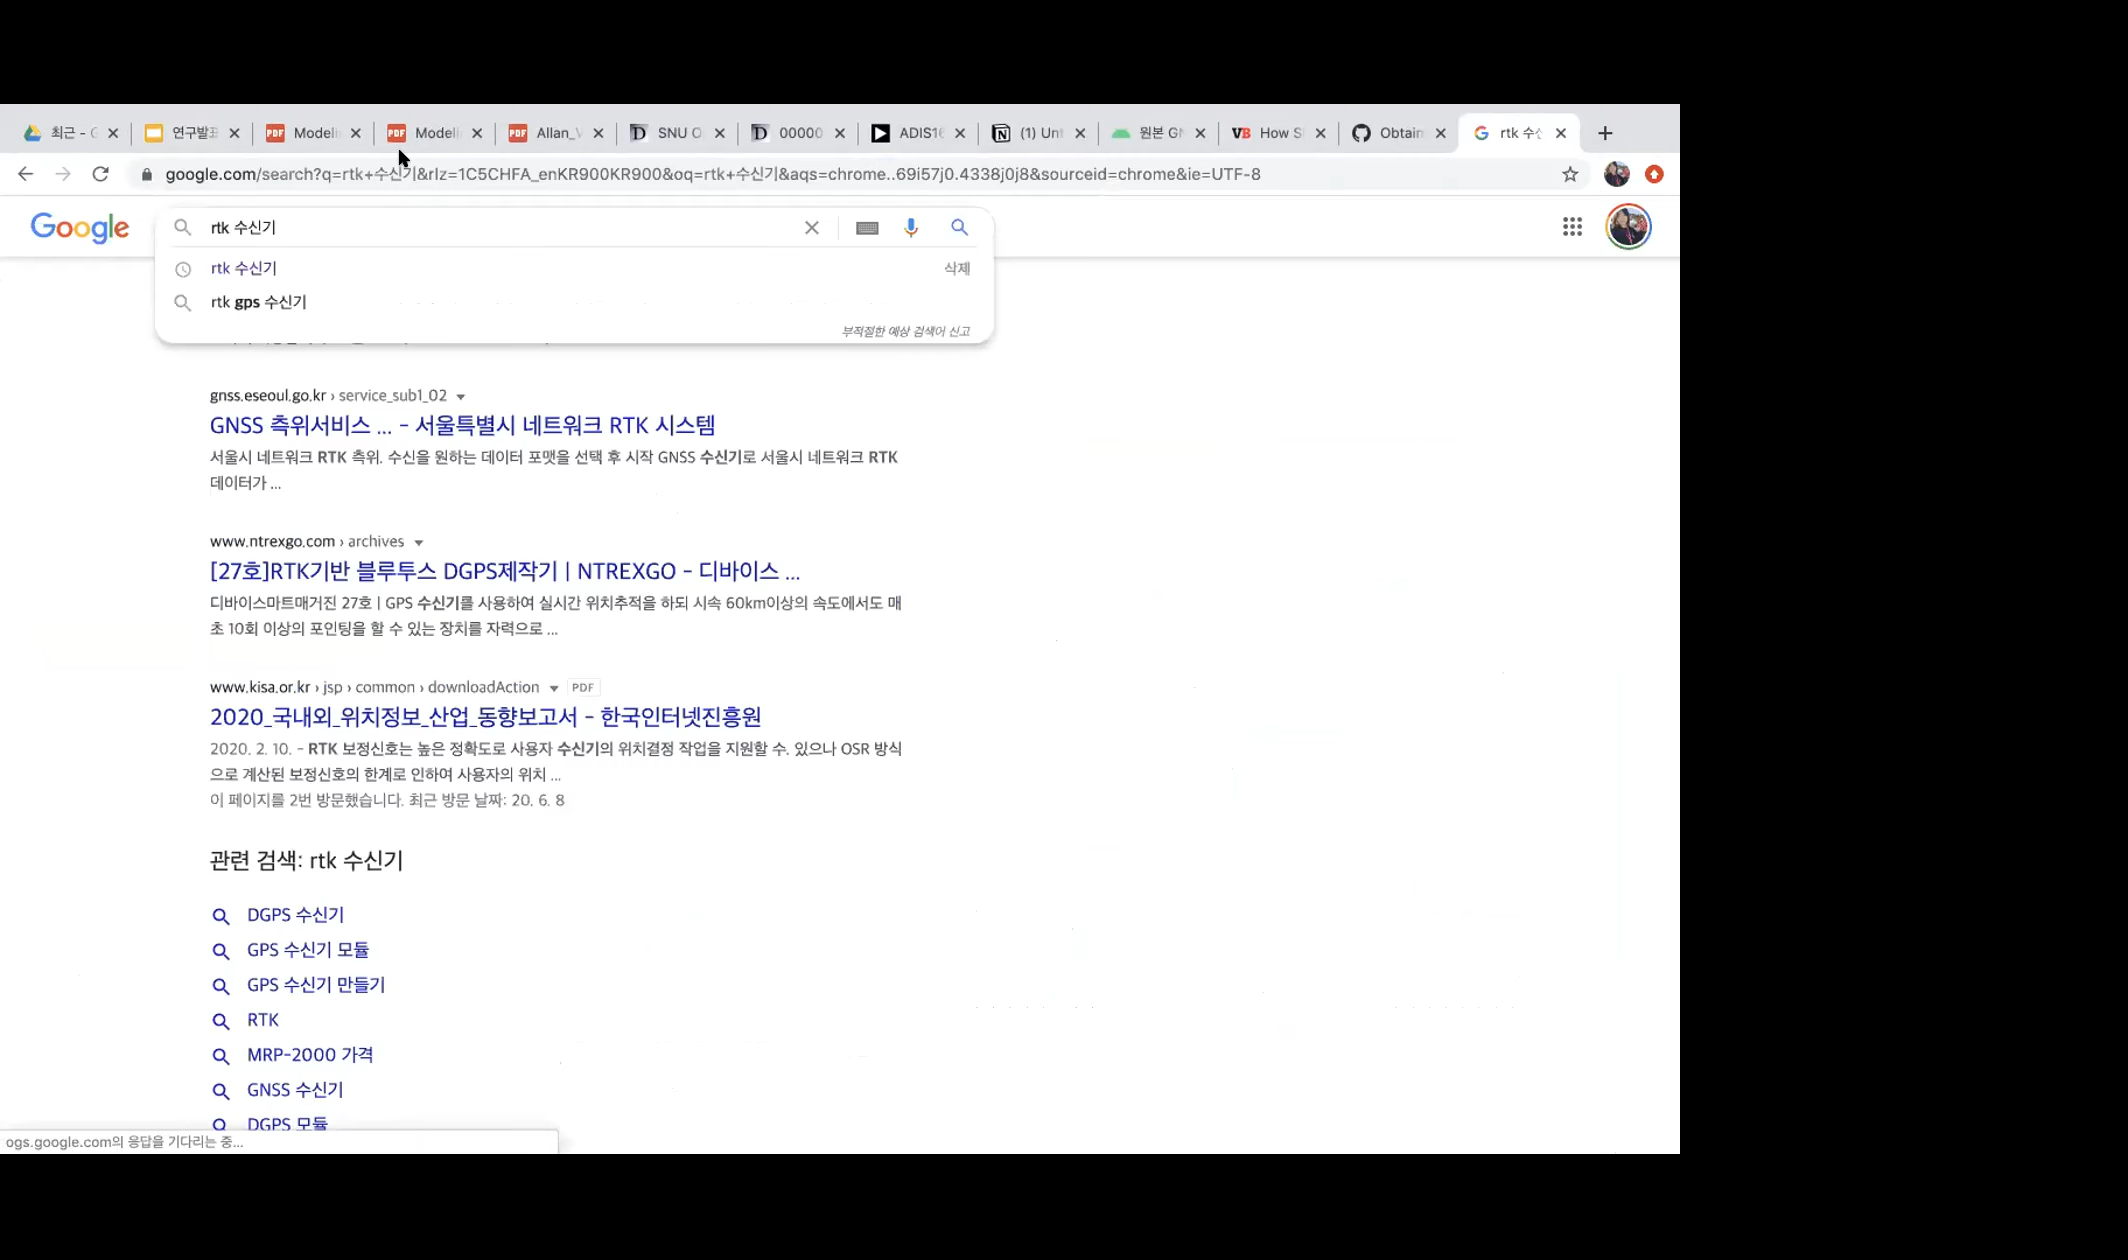 최근 - G
연구발표
Modeli
Modeli
Allan_V
SNU O
00000
ADIS16
(1) Unt
원본 GN
How S
Obtain
rtk 수신
google.com/search?q=rtk+수신기&rlz=1C5CHFA_enKR900KR900&oq=rtk+수신기&aqs=chrome..69i57j0.4338j0j8&sourceid=chrome&ie=UTF-8
Google
rtk 수신기
rtk 수신기
삭제
rtk gps 수신기
부적절한 예상 검색어 신고
gnss.eseoul.go.kr › service_sub1_02
GNSS 측위서비스 ... - 서울특별시 네트워크 RTK 시스템
서울시 네트워크 RTK 측위. 수신을 원하는 데이터 포맷을 선택 후 시작 GNSS 수신기로 서울시 네트워크 RTK
데이터가 ...
www.ntrexgo.com › archives
[27호]RTK기반 블루투스 DGPS제작기 | NTREXGO - 디바이스 ...
디바이스마트매거진 27호 | GPS 수신기를 사용하여 실시간 위치추적을 하되 시속 60km이상의 속도에서도 매
초 10회 이상의 포인팅을 할 수 있는 장치를 자력으로 ...
www.kisa.or.kr › jsp › common › downloadAction
PDF
2020_국내외_위치정보_산업_동향보고서 - 한국인터넷진흥원
2020. 2. 10. - RTK 보정신호는 높은 정확도로 사용자 수신기의 위치결정 작업을 지원할 수. 있으나 OSR 방식
으로 계산된 보정신호의 한계로 인하여 사용자의 위치 ...
이 페이지를 2번 방문했습니다. 최근 방문 날짜: 20. 6. 8
관련 검색: rtk 수신기
DGPS 수신기
GPS 수신기 모듈
GPS 수신기 만들기
RTK
MRP-2000 가격
GNSS 수신기
DGPS 모듈
ogs.google.com의 응답을 기다리는 중...